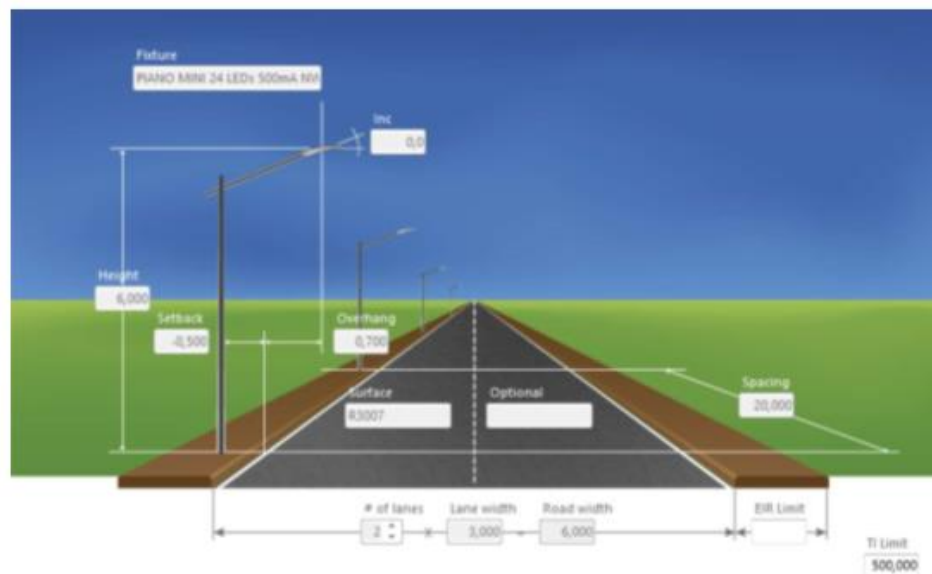 Fixture
PIANO MINI 24 LEDs 500mA NW
Inc
0,0
Height
6,000
Setback
-0,500
Overhang
0,700
Surface
R3007
Optional
Spacing
20,000
# of lanes
2
x
Lane width
3,000
=
Road width
6,000
EIR Limit
TI Limit
500,000